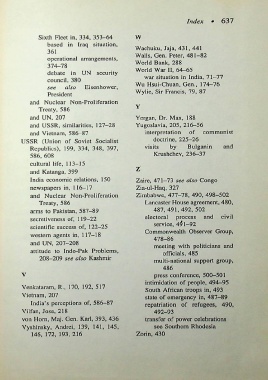 Index • 637
Sixth Fleet in, 334, 353–64
based in Iraq situation,
361
operational arrangements,
374–78
debate in UN security
council, 380
see also Eisenhower,
President
and Nuclear Non-Proliferation
Treaty, 586
and UN, 207
and USSR, similarities, 127–28
and Vietnam, 586–87
USSR (Union of Soviet Socialist
Republics), 199, 334, 348, 397,
586, 608
cultural life, 113–15
and Katanga, 399
India economic relations, 150
newspapers in, 116–17
and Nuclear Non-Proliferation
Treaty, 586
arms to Pakistan, 587–89
secretiveness of, 119–22
scientific success of, 122–25
western agents in, 117–18
and UN, 207–208
attitude to Indo-Pak Problems,
208–209 see also Kashmir
V
Venkataram, R., 170, 192, 517
Vietnam, 207
India's perceptions of, 586–87
Vilfan, Joza, 218
von Horn, Maj. Gen. Karl, 393, 436
Vyshinsky, Andrei, 139, 141, 145,
146, 172, 193, 216
W
Wachuku, Jaja, 431, 441
Walls, Gen. Peter, 481–82
World Bank, 288
World War II, 64–65
war situation in India, 71–77
Wu Hsui-Chuan, Gen., 174–76
Wylie, Sir Francis, 79, 87
Y
Yergan, Dr. Max, 188
Yugoslavia, 205, 216–56
interpretation of communist
doctrine, 225–26
visits by Bulganin and
Krushchev, 236–37
Z
Zaire, 471–73 see also Congo
Zia-ul-Haq, 327
Zimbabwe, 477–78, 490, 498–502
Lancaster House agreement, 480,
487, 491, 492, 502
electoral process and civil
service, 491–92
Commonwealth Observer Group,
478–86
meeting with politicians and
officials, 485
multi-national support group,
486
press conference, 500–501
intimidation of people, 494–95
South African troops in, 493
state of emergency in, 487–89
repatriation of refugees, 490,
492–93
transfer of power celebrations
see Southern Rhodesia
Zorin, 430